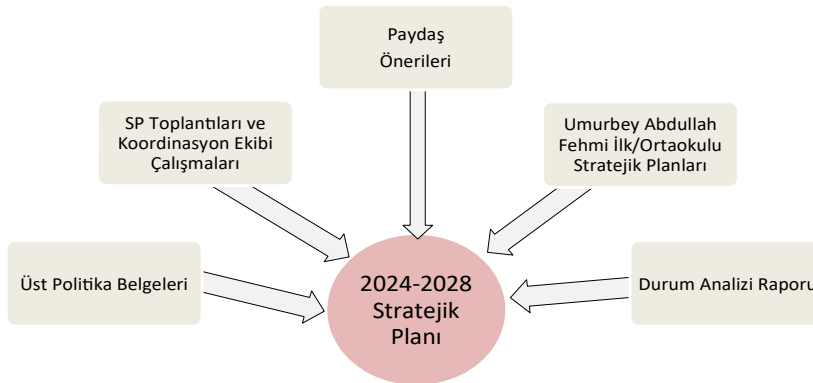 Paydaş
Önerileri
SP Toplantıları ve
Koordinasyon Ekibi
Çalışmaları
Umurbey Abdullah
Fehmi İlk/Ortaokulu
Stratejik Planları
Üst Politika Belgeleri
2024-2028
Stratejik
Planı
Durum Analizi Raporu